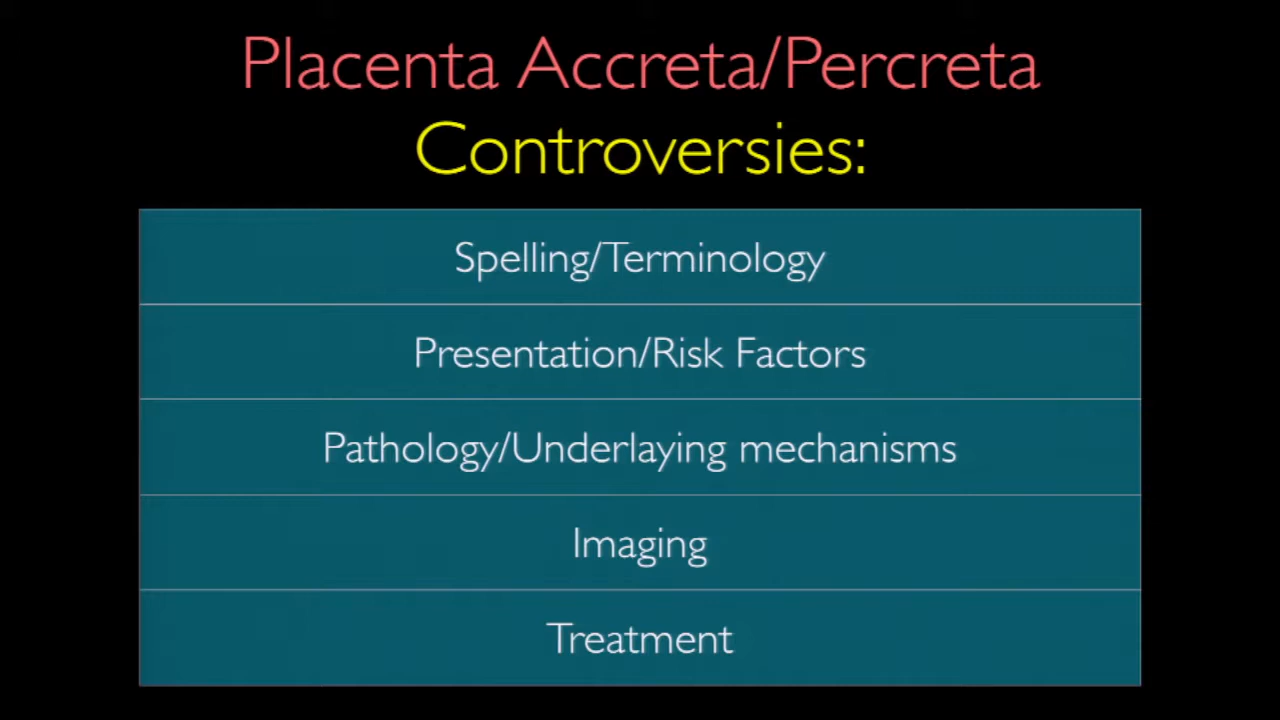 Placenta Accreta/Percreta
Controversies:
Spelling/Terminology
Presentation/Risk Factors
Pathology/Underlaying mechanisms
Imaging
Treatment